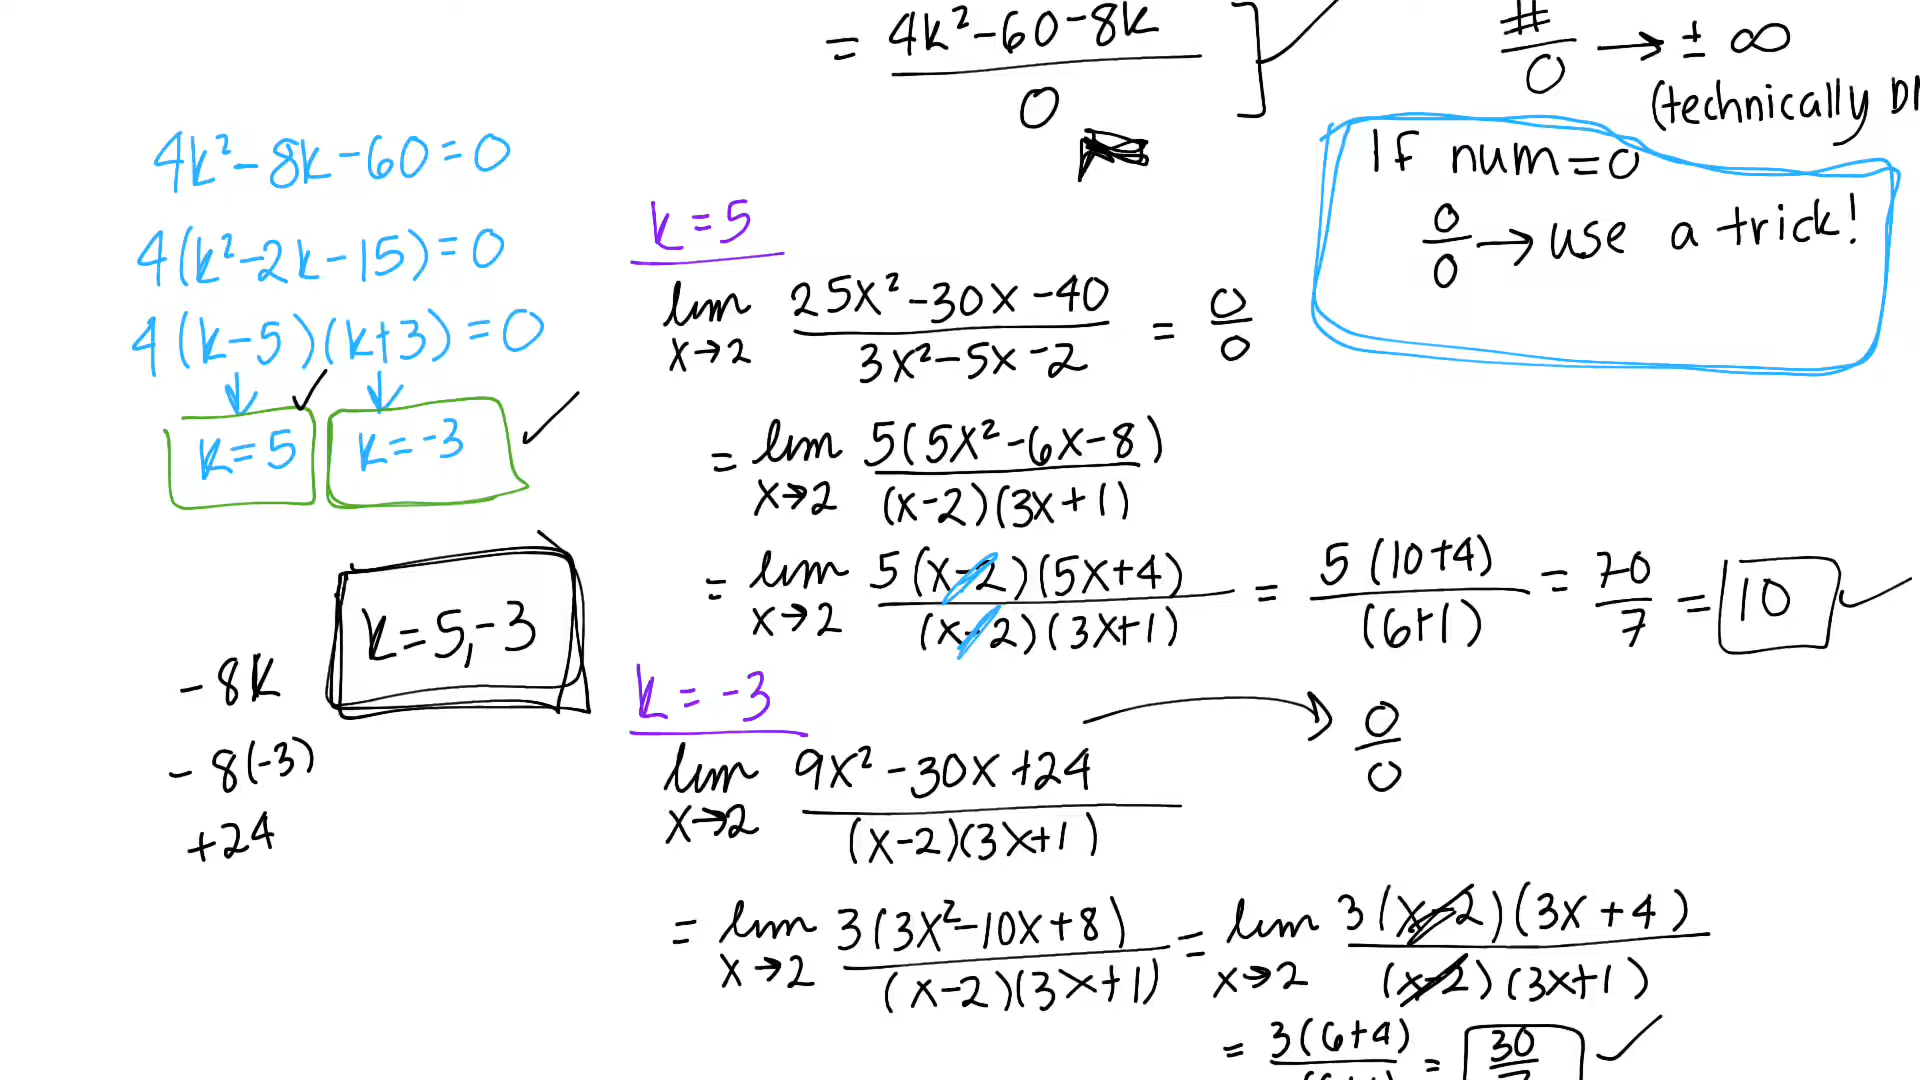 = 4k²-60-8k / 0
# / 0 → ± ∞
(technically
If num=0
0/0 → use a trick!
4k²-8k-60=0
4(k²-2k-15)=0
4(k-5)(k+3)=0
k=5 k=-3
k=5,-3
-8k
-8(-3)
+24
k=5
lim x→2 25x²-30x-40 / 3x²-5x-2 = 0/0
= lim x→2 5(5x²-6x-8) / (x-2)(3x+1)
= lim x→2 5(x-2)(5x+4) / (x-2)(3x+1) = 5(10+4) / (6+1) = 70/7 = 10
k=-3
lim x→2 9x²-30x+24 / (x-2)(3x+1) → 0/0
= lim x→2 3(3x²-10x+8) / (x-2)(3x+1) = lim x→2 3(x-2)(3x+4) / (x-2)(3x+1)
= 3(6+4) = 30